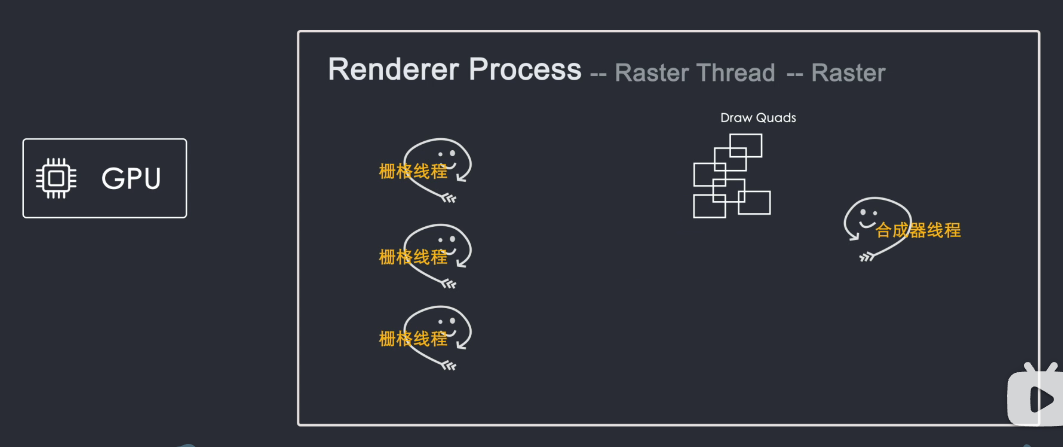 Renderer Process -- Raster Thread -- Raster
Draw Quads
GPU
栅格线程
合成器线程
栅格线程
栅格线程